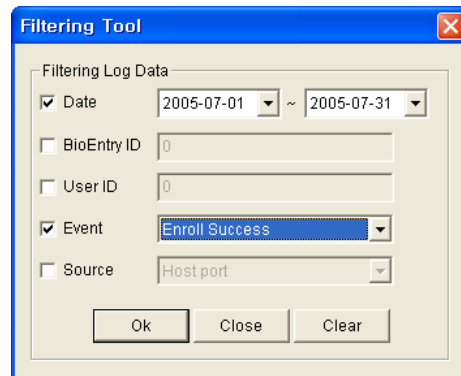 Filtering Tool
Filtering Log Data
Date 2005-07-01 ~ 2005-07-31
BioEntry ID 0
User ID 0
Event Enroll Success
Source Host port
Ok Close Clear